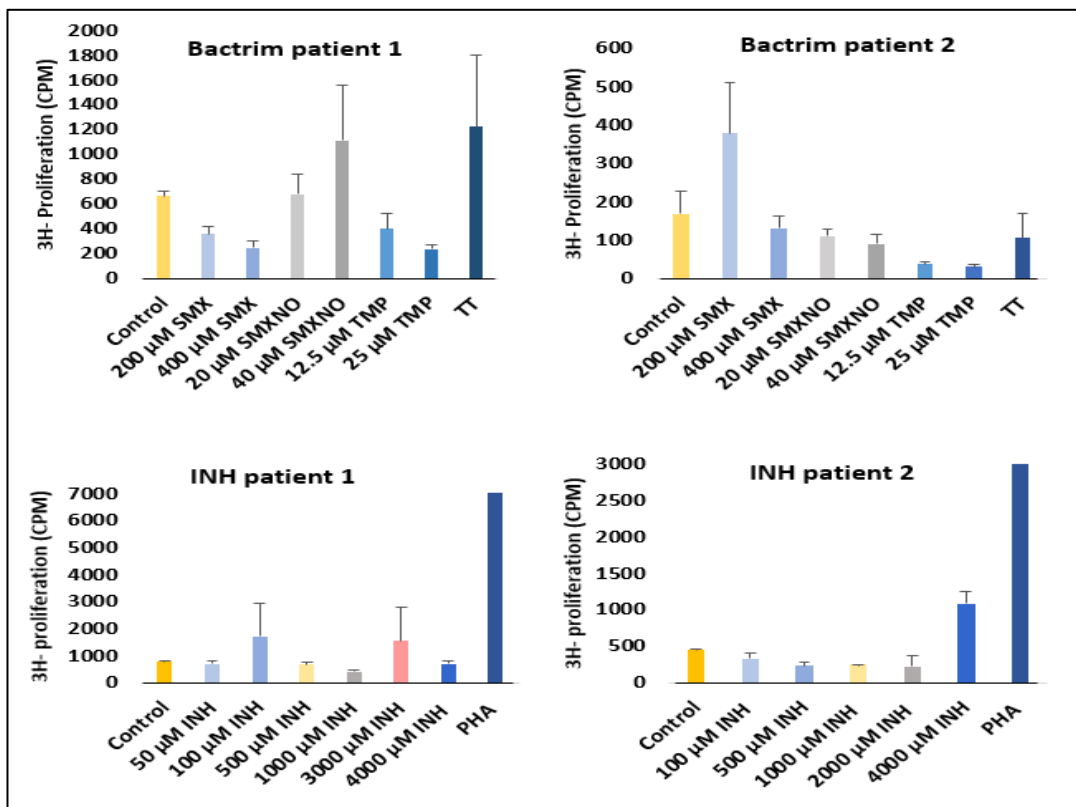 Bactrim patient 1
3H- Proliferation (CPM)
2000
1800
1600
1400
1200
1000
800
600
400
200
0
Control
200 µM SMX
400 µM SMX
20 µM SMXNO
40 µM SMXNO
12.5 µM TMP
25 µM TMP
TT
Bactrim patient 2
3H- Proliferation (CPM)
600
500
400
300
200
100
0
Control
200 µM SMX
400 µM SMX
20 µM SMXNO
40 µM SMXNO
12.5 µM TMP
25 µM TMP
TT
INH patient 1
3H- proliferation (CPM)
7000
6000
5000
4000
3000
2000
1000
0
Control
50 µM INH
100 µM INH
500 µM INH
1000 µM INH
3000 µM INH
4000 µM INH
PHA
INH patient 2
3H- proliferation (CPM)
3000
2500
2000
1500
1000
500
0
Control
100 µM INH
500 µM INH
1000 µM INH
2000 µM INH
4000 µM INH
PHA